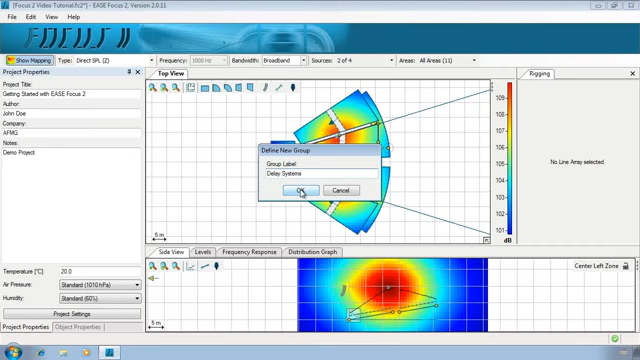 [Focus 2 Video Tutorial.fc2*] - EASE Focus 2, Version 2.0.11
File Edit View Help
FOCUS II
Show Mapping Type: Direct SPL (Z) Frequency: 1000 Hz Bandwidth: Broadband Sources: 2 of 4 Areas: All Areas (11)
Project Properties
Project Title:
Getting Started with EASE Focus 2
Author:
John Doe
Company:
AFMG
Notes:
Demo Project
Temperature [°C]: 20.0
Air Pressure: Standard (1010 hPa)
Humidity: Standard (60%)
Project Settings
Project Properties Object Properties
Top View
Define New Group
Group Label:
Delay Systems
OK Cancel
5 m
109
108
107
106
105
104
103
102
101
dB
Rigging
No Line Array selected.
Side View Levels Frequency Response Distribution Graph
Center Left Zone
5 m